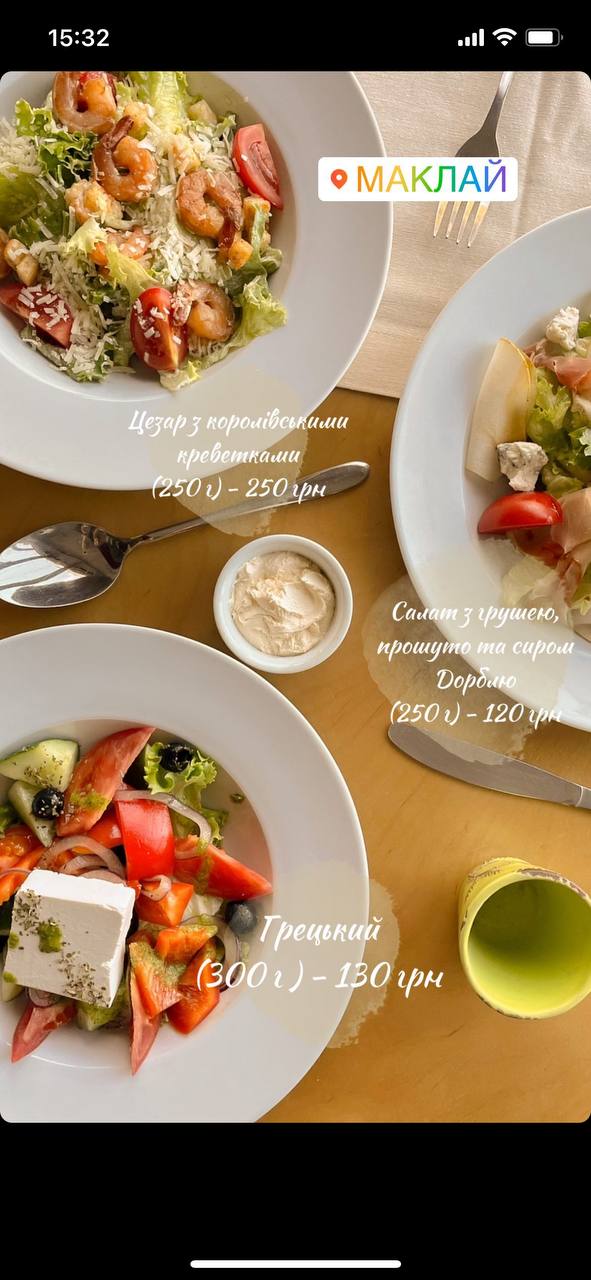 15:32
МАКЛАЙ
Цезар з королівськими
креветками
(250 г) - 250 грн
Салат з грушею,
прошуто та сиром
Дорблю
(250 г) - 120 грн
Грецький
(300 г) - 130 грн